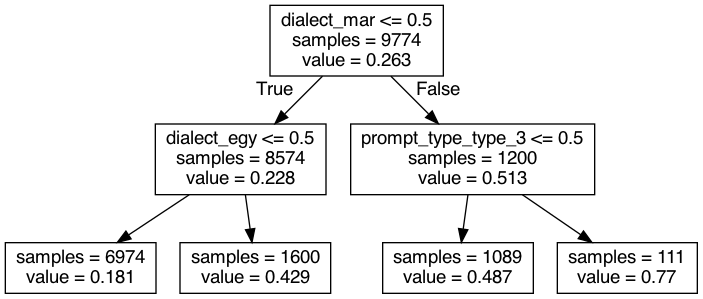 dialect_mar <= 0.5
samples = 9774
value = 0.263
True
False
dialect_egy <= 0.5
samples = 8574
value = 0.228
prompt_type_type_3 <= 0.5
samples = 1200
value = 0.513
samples = 6974
value = 0.181
samples = 1600
value = 0.429
samples = 1089
value = 0.487
samples = 111
value = 0.77